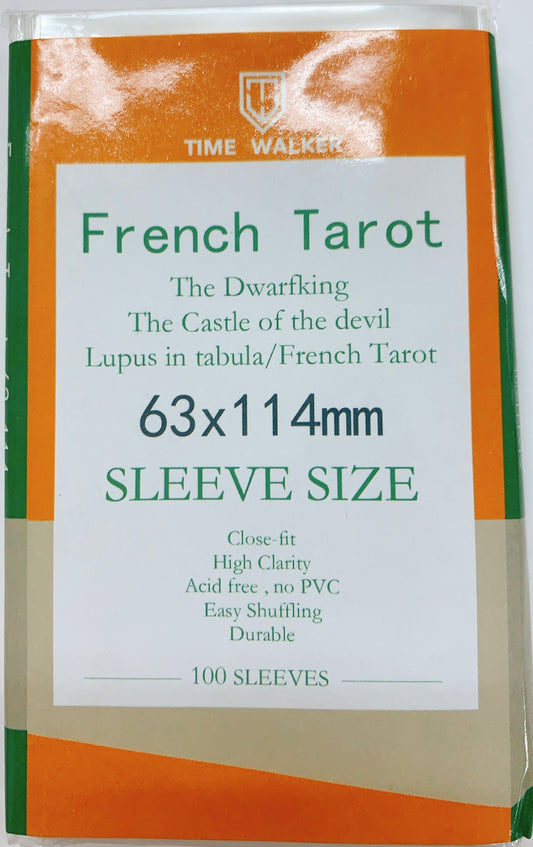 TIME WALKER
French Tarot
The Dwarfking
The Castle of the devil
Lupus in tabula/French Tarot
63x114mm
SLEEVE SIZE
Close-fit
High Clarity
Acid free , no PVC
Easy Shuffling
Durable
100 SLEEVES